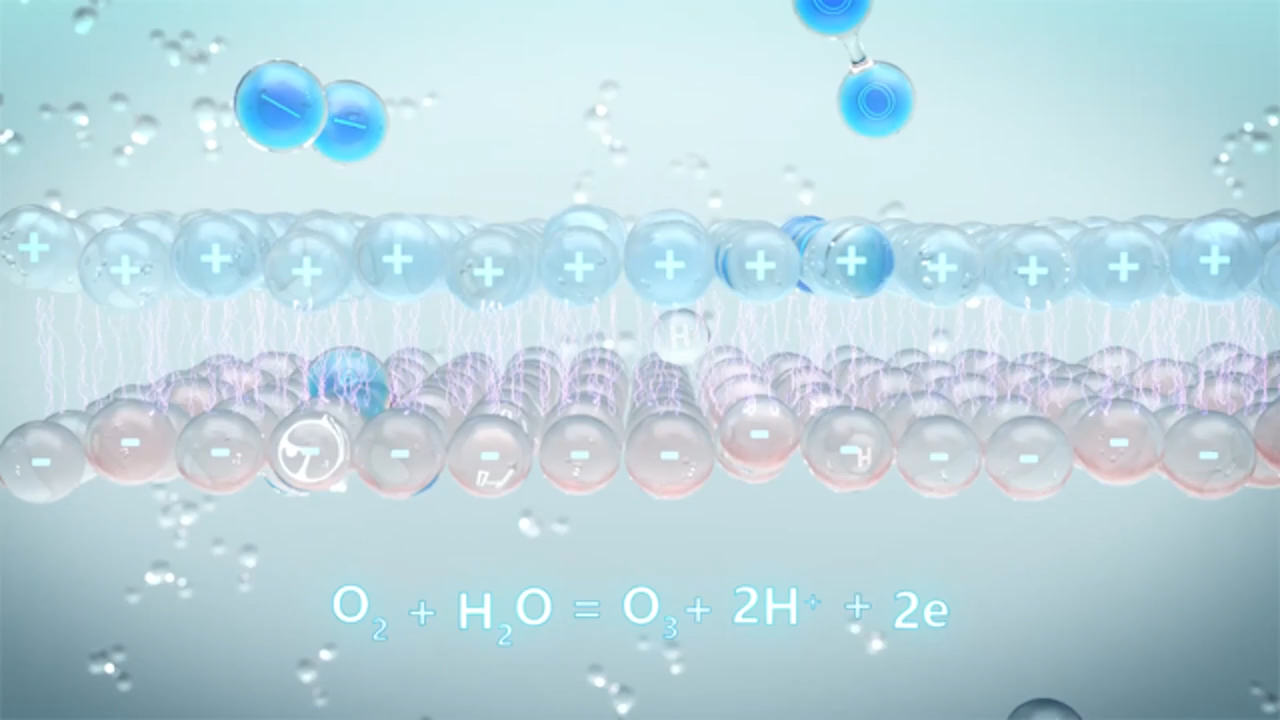 + + + + + + + + + + + + + +
H
- - - - - - - - - - - - -
H
O₂ + H₂O = O₃+ 2H⁺ + 2e